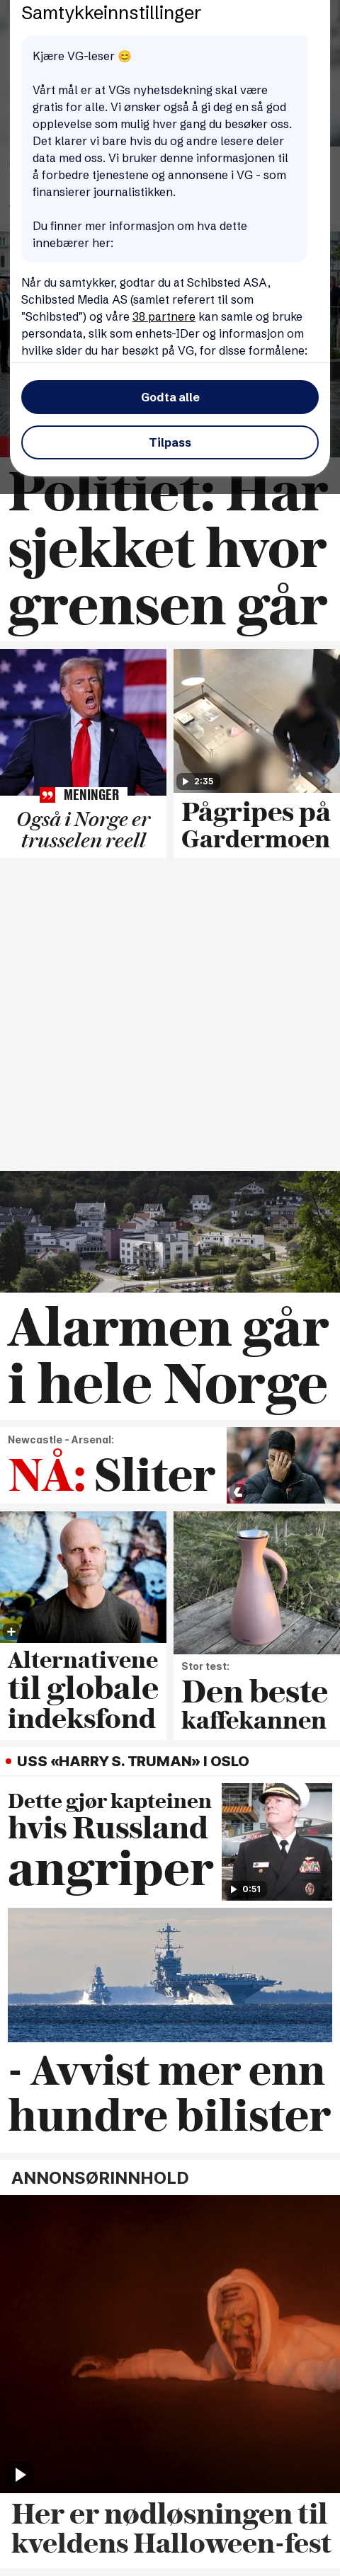 Samtykkeinnstillinger
Kjære VG-leser 😊
Vårt mål er at VGs nyhetsdekning skal være
gratis for alle. Vi ønsker også å gi deg en så god
opplevelse som mulig hver gang du besøker oss.
Det klarer vi bare hvis du og andre lesere deler
data med oss. Vi bruker denne informasjonen til
å forbedre tjenestene og annonsene i VG - som
finansierer journalistikken.
Du finner mer informasjon om hva dette
innebærer her:
Når du samtykker, godtar du at Schibsted ASA,
Schibsted Media AS (samlet referert til som
"Schibsted") og våre 38 partnere kan samle og bruke
persondata, slik som enhets-IDer og informasjon om
hvilke sider du har besøkt på VG, for disse formålene:
Godta alle
Tilpass
Politiet: Har
sjekket hvor
grensen går
MENINGER
Også i Norge er
trusselen reell
2:35
Pågripes på
Gardermoen
Alarmen går
i hele Norge
Newcastle - Arsenal:
NÅ: Sliter
Alternativene
til globale
indeksfond
Stor test:
Den beste
kaffekannen
USS «HARRY S. TRUMAN» I OSLO
Dette gjør kapteinen
hvis Russland
angriper
0:51
- Avvist mer enn
hundre bilister
ANNONSØRINNHOLD
Her er nødløsningen til
kveldens Halloween-fest